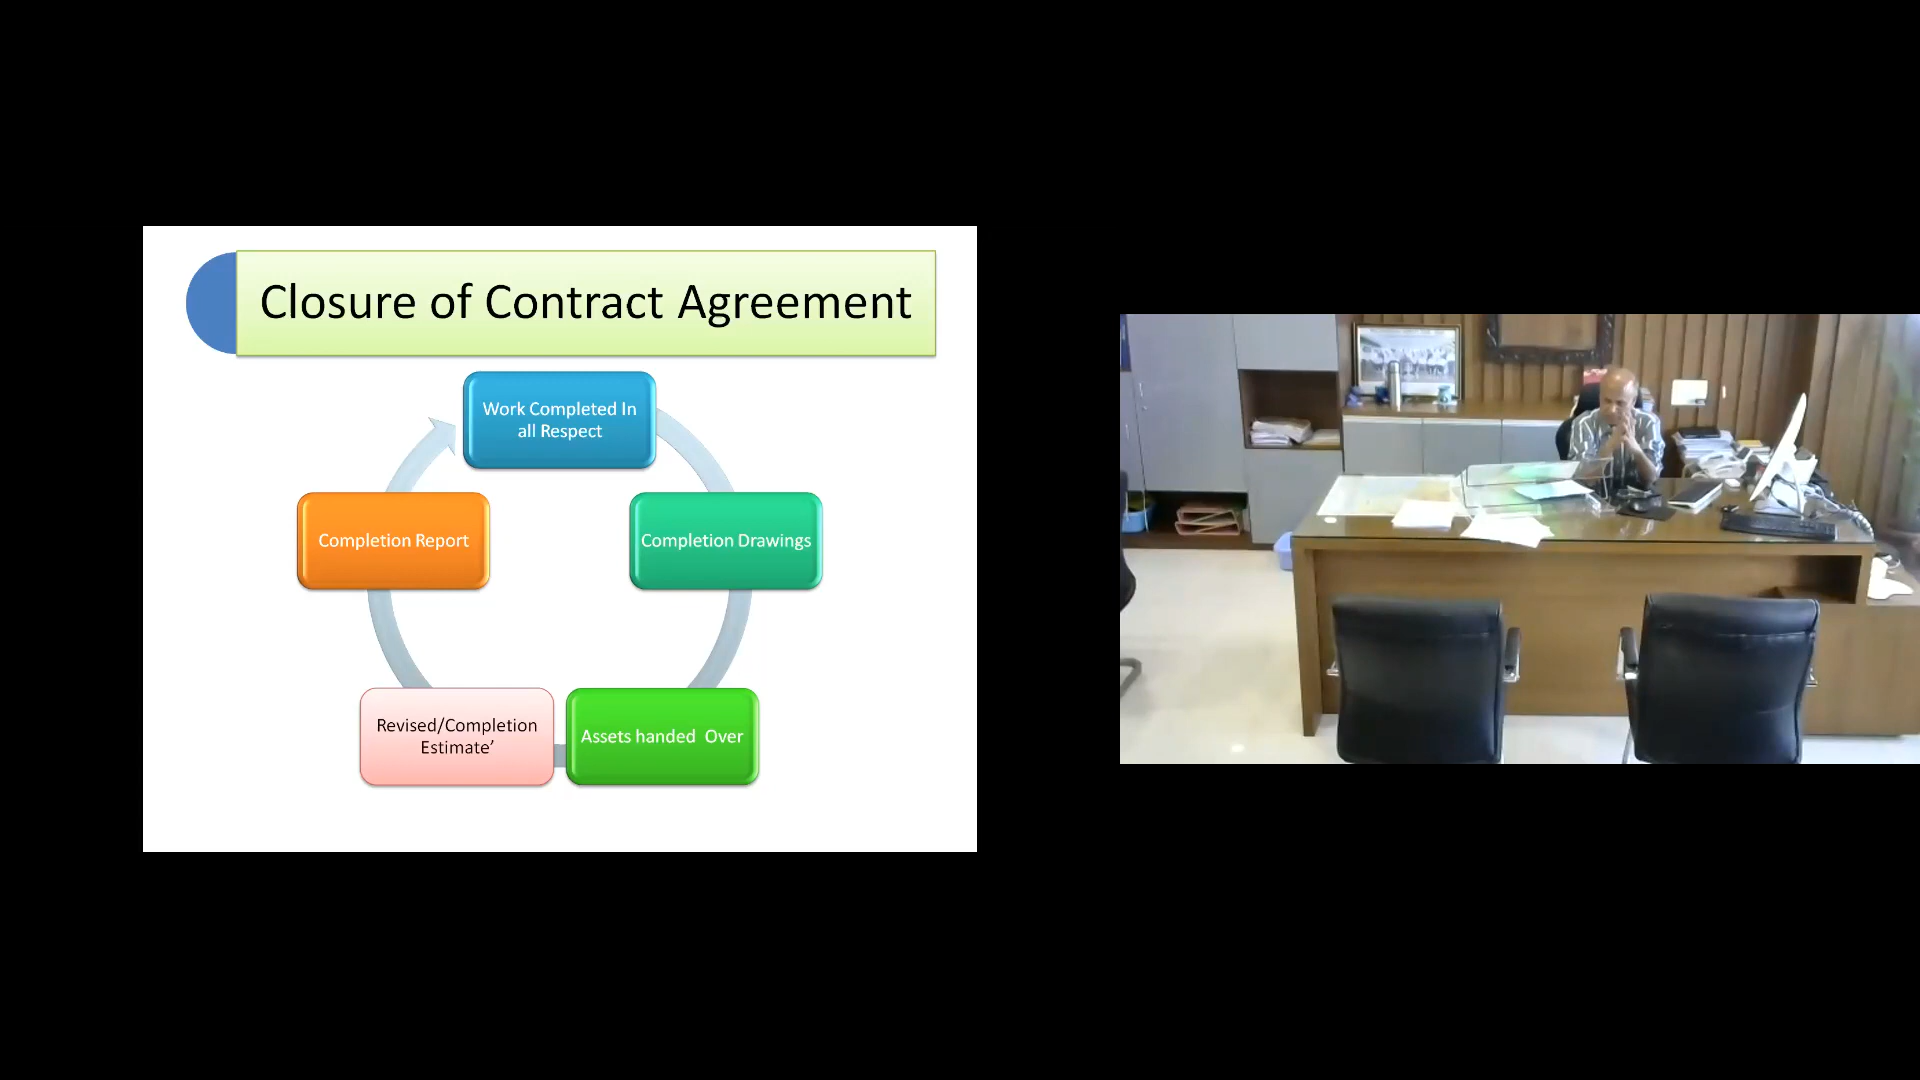 Closure of Contract Agreement
Work Completed In
all Respect
Completion Drawings
Assets handed  Over
Revised/Completion
Estimate’
Completion Report